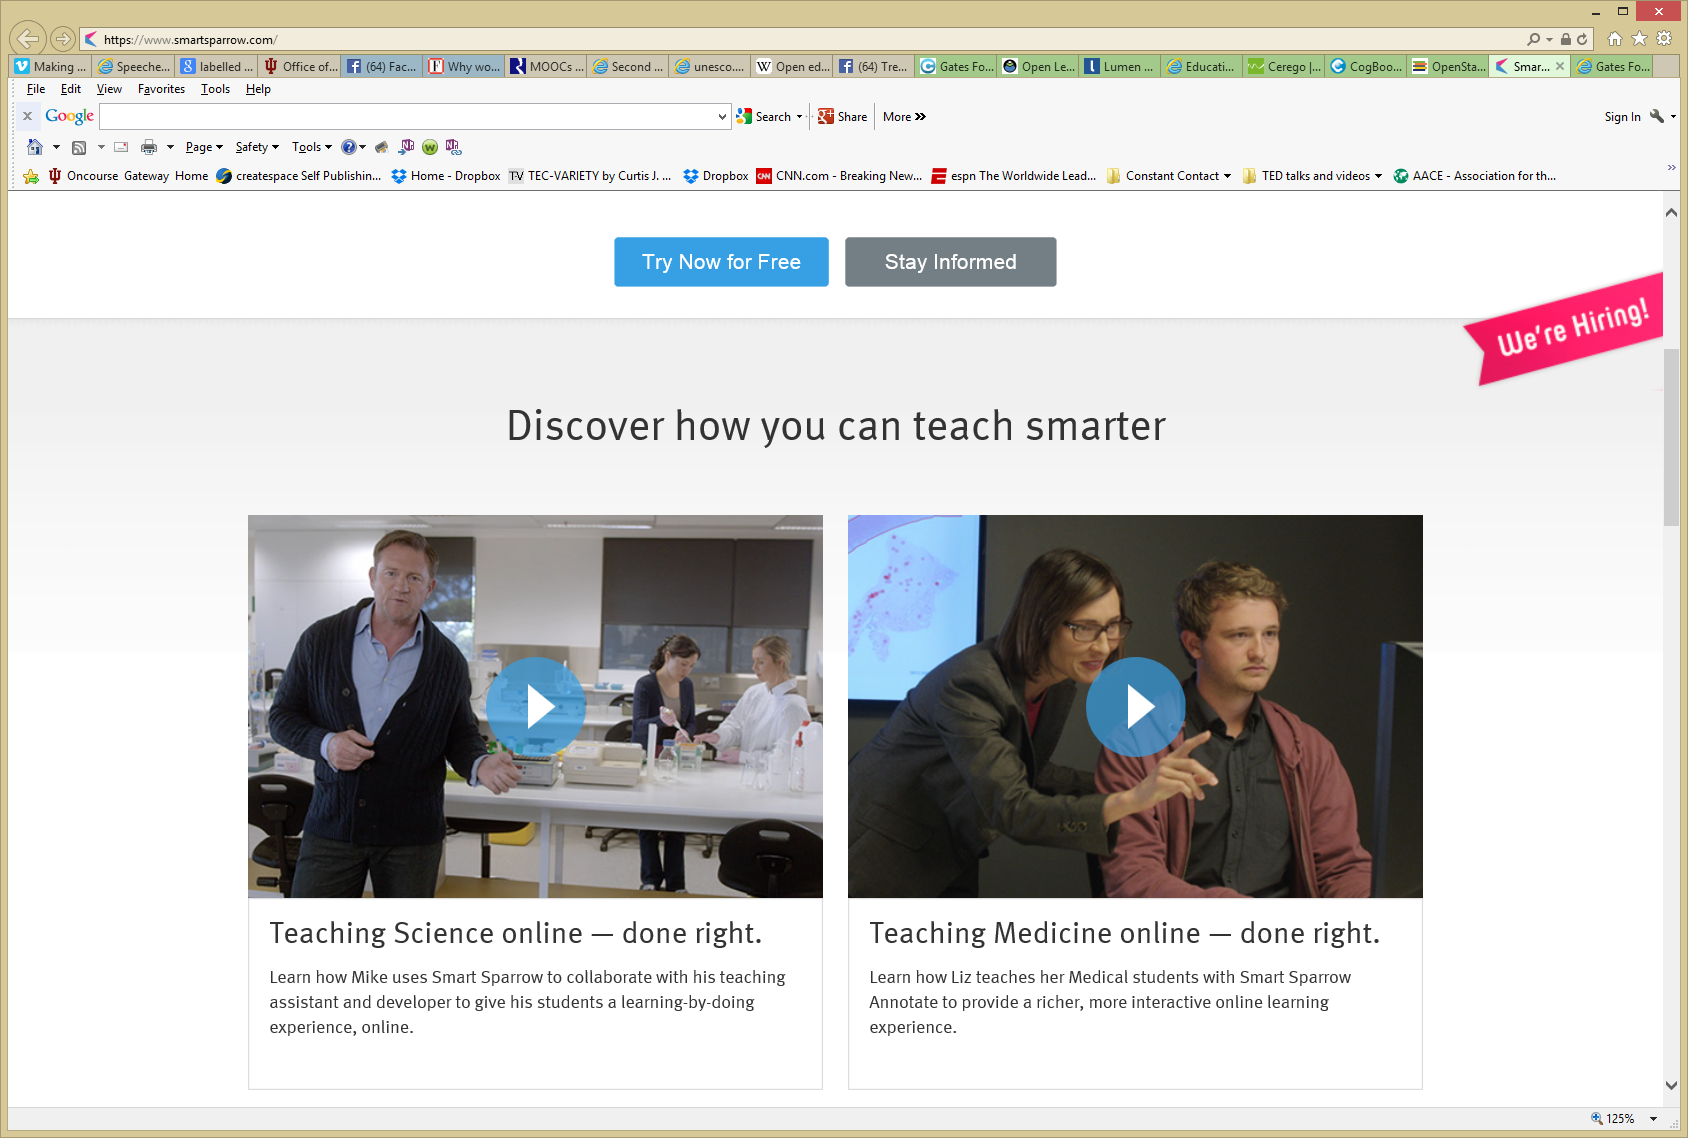 https://www.smartsparrow.com/
Making ... Speeche... labelled ... Office of... (64) Fac... Why wo... MOOCs ... Second ... unesco.... Open ed... (64) Tre... Gates Fo... Open Le... Lumen ... Educati... Cerego |... CogBoo... OpenSta... Smar... Gates Fo...
File Edit View Favorites Tools Help
x Google Search Share More » Sign In
Page Safety Tools
Oncourse Gateway Home createspace Self Publishin... Home - Dropbox TV TEC-VARIETY by Curtis J. ... Dropbox CNN CNN.com - Breaking New... espn The Worldwide Lead... Constant Contact TED talks and videos AACE - Association for th... »
Try Now for Free Stay Informed
We're Hiring!
Discover how you can teach smarter
Teaching Science online — done right.
Learn how Mike uses Smart Sparrow to collaborate with his teaching
assistant and developer to give his students a learning-by-doing
experience, online.
Teaching Medicine online — done right.
Learn how Liz teaches her Medical students with Smart Sparrow
Annotate to provide a richer, more interactive online learning
experience.
125%